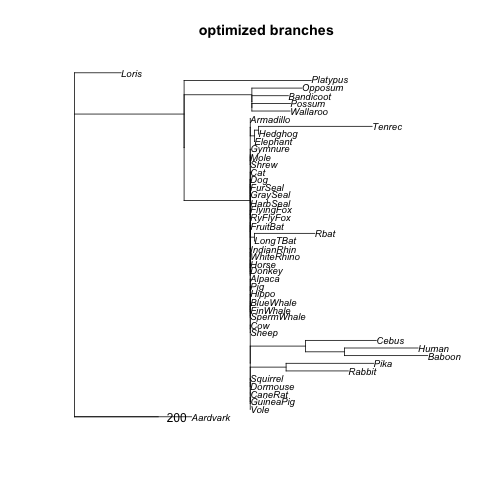 optimized branches
Loris
Platypus
Opposum
Bandicoot
Possum
Wallaroo
Armadillo
Tenrec
Hedghog
Elephant
Gymnure
Mole
Shrew
Cat
Dog
FurSeal
GraySeal
HarbSeal
FlyingFox
RyFlyFox
FruitBat
Rbat
LongTBat
IndianRhin
WhiteRhino
Horse
Donkey
Alpaca
Pig
Hippo
BlueWhale
FinWhale
SpermWhale
Cow
Sheep
Cebus
Human
Baboon
Pika
Rabbit
Squirrel
Dormouse
CaneRat
GuineaPig
Vole
200 Aardvark